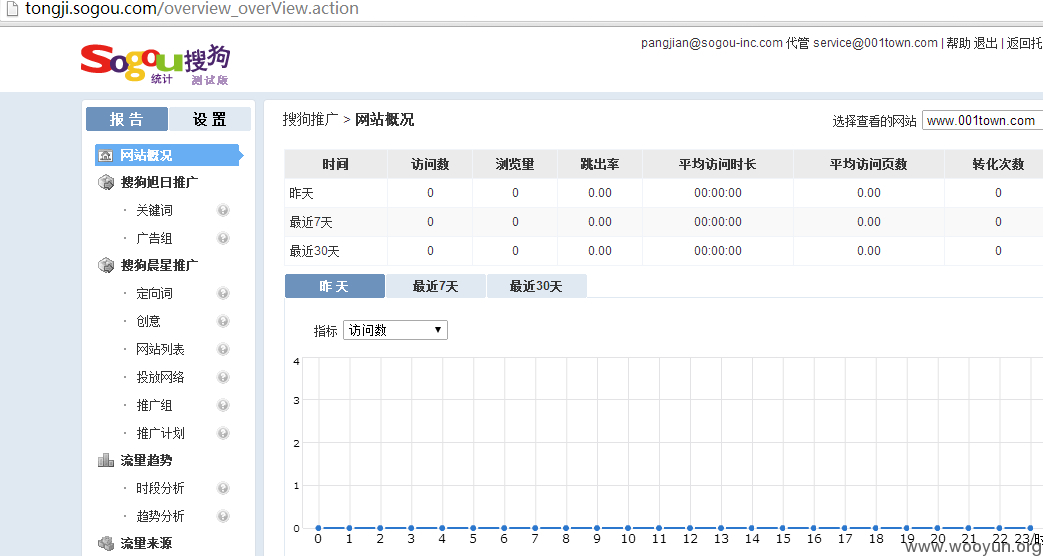 tongji.sogou.com/overview_overView.action
Sogou搜狗
统计 测试版
pangjian@sogou-inc.com 代管 service@001town.com | 帮助 退出 | 返回托
报告 设置
搜狗推广 > 网站概况
选择查看的网站 www.001town.com
网站概况
搜狗旭日推广
· 关键词 ?
· 广告组 ?
搜狗晨星推广
· 定向词 ?
· 创意 ?
· 网站列表 ?
· 投放网络 ?
· 推广组 ?
· 推广计划 ?
流量趋势
· 时段分析 ?
· 趋势分析 ?
流量来源
时间 访问数 浏览量 跳出率 平均访问时长 平均访问页数 转化次数
昨天 0 0 0.00 00:00:00 0.00 0
最近7天 0 0 0.00 00:00:00 0.00 0
最近30天 0 0 0.00 00:00:00 0.00 0
昨天 最近7天 最近30天
指标 访问数
4
3
2
1
0
0 1 2 3 4 5 6 7 8 9 10 11 12 13 14 15 16 17 18 19 20 21 22 23/时
www.wooyun.org